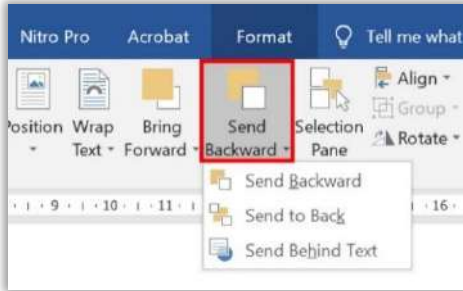 Nitro Pro Acrobat Format Tell me what
Position Wrap Text Bring Forward Send Backward Selection Pane Align
Group
Rotate
Send Backward
Send to Back
Send Behind Text
9 10 11 16